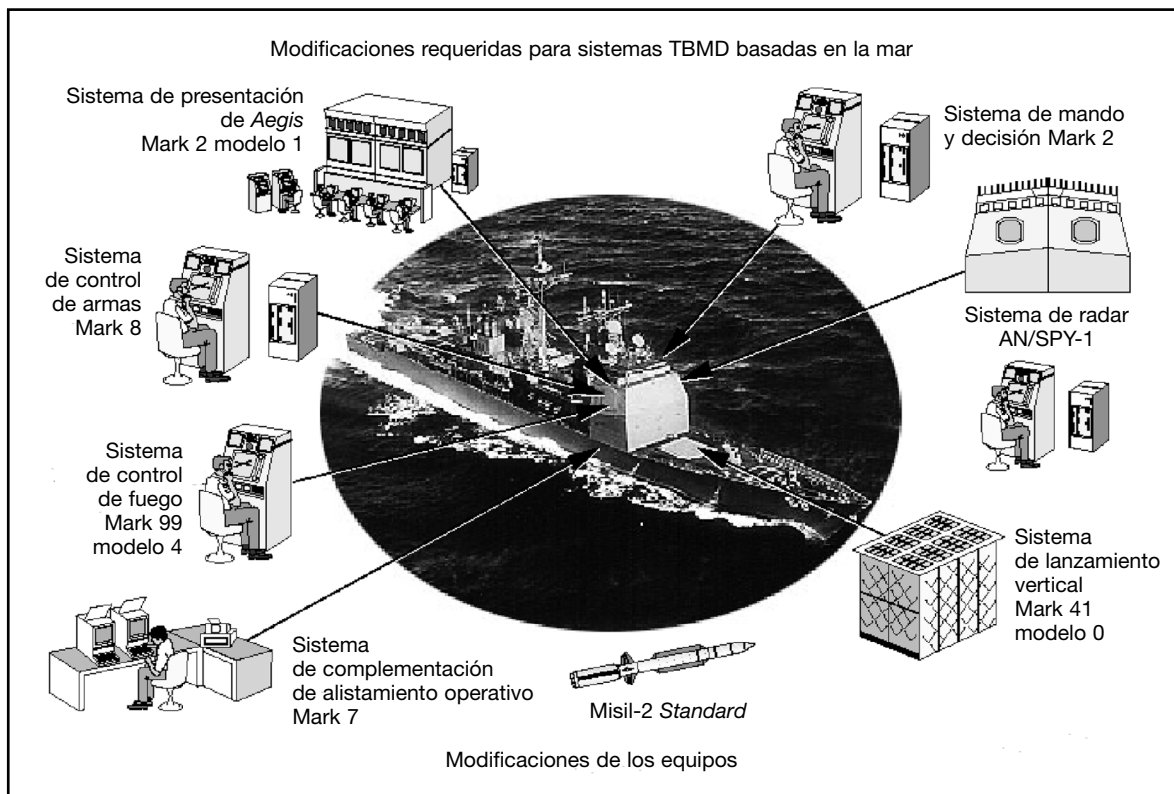 Modificaciones requeridas para sistemas TBMD basadas en la mar
Sistema de presentación
de Aegis
Mark 2 modelo 1
Sistema de mando
y decisión Mark 2
Sistema
de control
de armas
Mark 8
Sistema de radar
AN/SPY-1
Sistema
de control
de fuego
Mark 99
modelo 4
Sistema
de lanzamiento
vertical
Mark 41
modelo 0
Sistema
de complementación
de alistamiento operativo
Mark 7
Misil-2 Standard
Modificaciones de los equipos